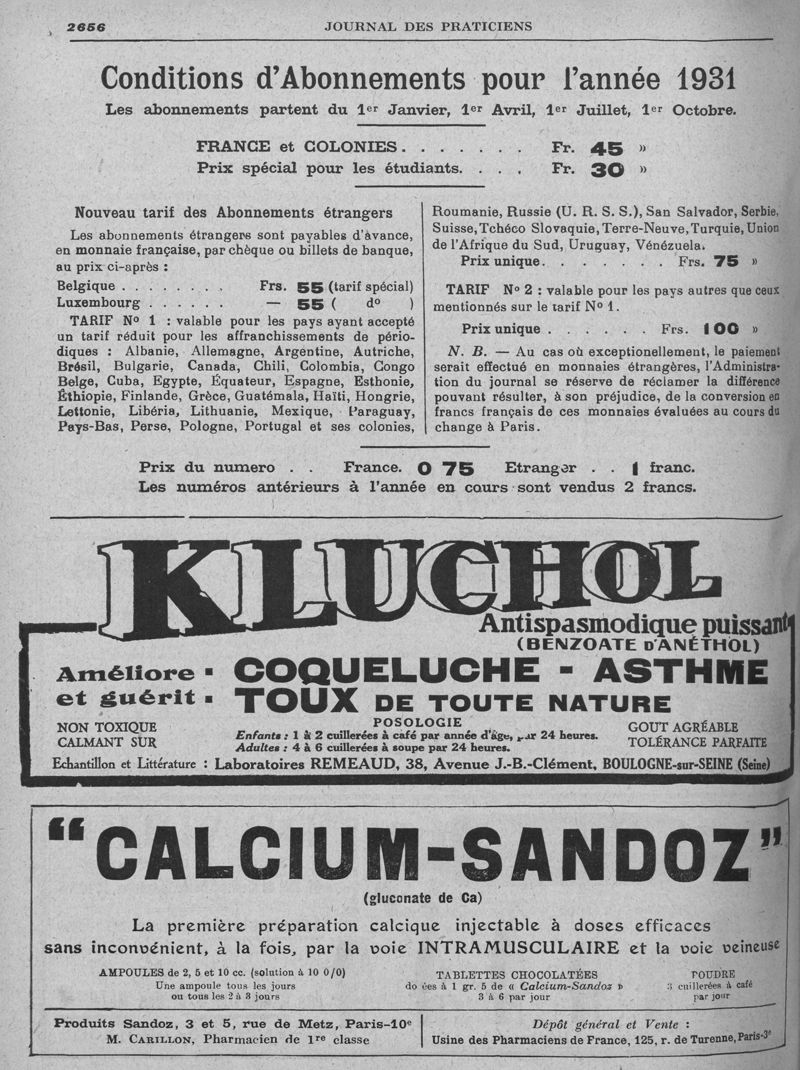 2656
JOURNAL DES PRATICIENS
Conditions d'Abonnements pour l'année 1931
Les abonnements partent du 1er Janvier, 1er Avril, 1er Juillet, 1er Octobre.
FRANCE et COLONIES. . . . . . . Fr. 45 »
Prix spécial pour les étudiants. . . . Fr. 30 »
Nouveau tarif des Abonnements étrangers
Les abonnements étrangers sont payables d'avance,
en monnaie française, par chèque ou billets de banque,
au prix ci-après :
Belgique . . . . . . . . Frs. 55 (tarif spécial)
Luxembourg . . . . . . — 55 ( do )
TARIF No 1 : valable pour les pays ayant accepté
un tarif réduit pour les affranchissements de pério-
diques : Albanie, Allemagne, Argentine, Autriche,
Brésil, Bulgarie, Canada, Chili, Colombia, Congo
Belge, Cuba, Egypte, Équateur, Espagne, Esthonie,
Éthiopie, Finlande, Grèce, Guatémala, Haïti, Hongrie,
Lettonie, Libéria, Lithuanie, Mexique, Paraguay,
Pays-Bas, Perse, Pologne, Portugal et ses colonies,
Roumanie, Russie (U. R. S. S.), San Salvador, Serbie,
Suisse, Tchéco Slovaquie, Terre-Neuve, Turquie, Union
de l'Afrique du Sud, Uruguay, Vénézuela.
Prix unique. . . . . . . . Frs. 75 »
TARIF No 2 : valable pour les pays autres que ceux
mentionnés sur le tarif No 1.
Prix unique . . . . . . Frs. 100 »
N. B. — Au cas où exceptionellement, le paiement
serait effectué en monnaies étrangères, l'Administra-
tion du journal se réserve de réclamer la différence
pouvant résulter, à son préjudice, de la conversion en
francs français de ces monnaies évaluées au cours du
change à Paris.
Prix du numero . . France. 0 75 Etranger . . 1 franc.
Les numéros antérieurs à l'année en cours sont vendus 2 francs.
KLUCHOL
Antispasmodique puissant
(BENZOATE D'ANÉTHOL)
Améliore et guérit : COQUELUCHE - ASTHME
TOUX DE TOUTE NATURE
NON TOXIQUE
CALMANT SUR
POSOLOGIE
Enfants : 1 à 2 cuillerées à café par année d'âge, par 24 heures.
Adultes : 4 à 6 cuillerées à soupe par 24 heures.
GOUT AGRÉABLE
TOLÉRANCE PARFAITE
Echantillon et Littérature : Laboratoires REMEAUD, 38, Avenue J.-B.-Clément, BOULOGNE-sur-SEINE (Seine)
"CALCIUM-SANDOZ"
(gluconate de Ca)
La première préparation calcique injectable à doses efficaces
sans inconvénient, à la fois, par la voie INTRAMUSCULAIRE et la voie veineuse
AMPOULES de 2, 5 et 10 cc. (solution à 10 0/0)
Une ampoule tous les jours
ou tous les 2 à 3 jours
TABLETTES CHOCOLATÉES
à 1 gr. 5 de « Calcium-Sandoz »
3 à 6 par jour
POUDRE
3 cuillerées à café
par jour
Produits Sandoz, 3 et 5, rue de Metz, Paris-10e
M. CARILLON, Pharmacien de 1re classe
Dépôt général et Vente :
Usine des Pharmaciens de France, 125, r. de Turenne, Paris-3e